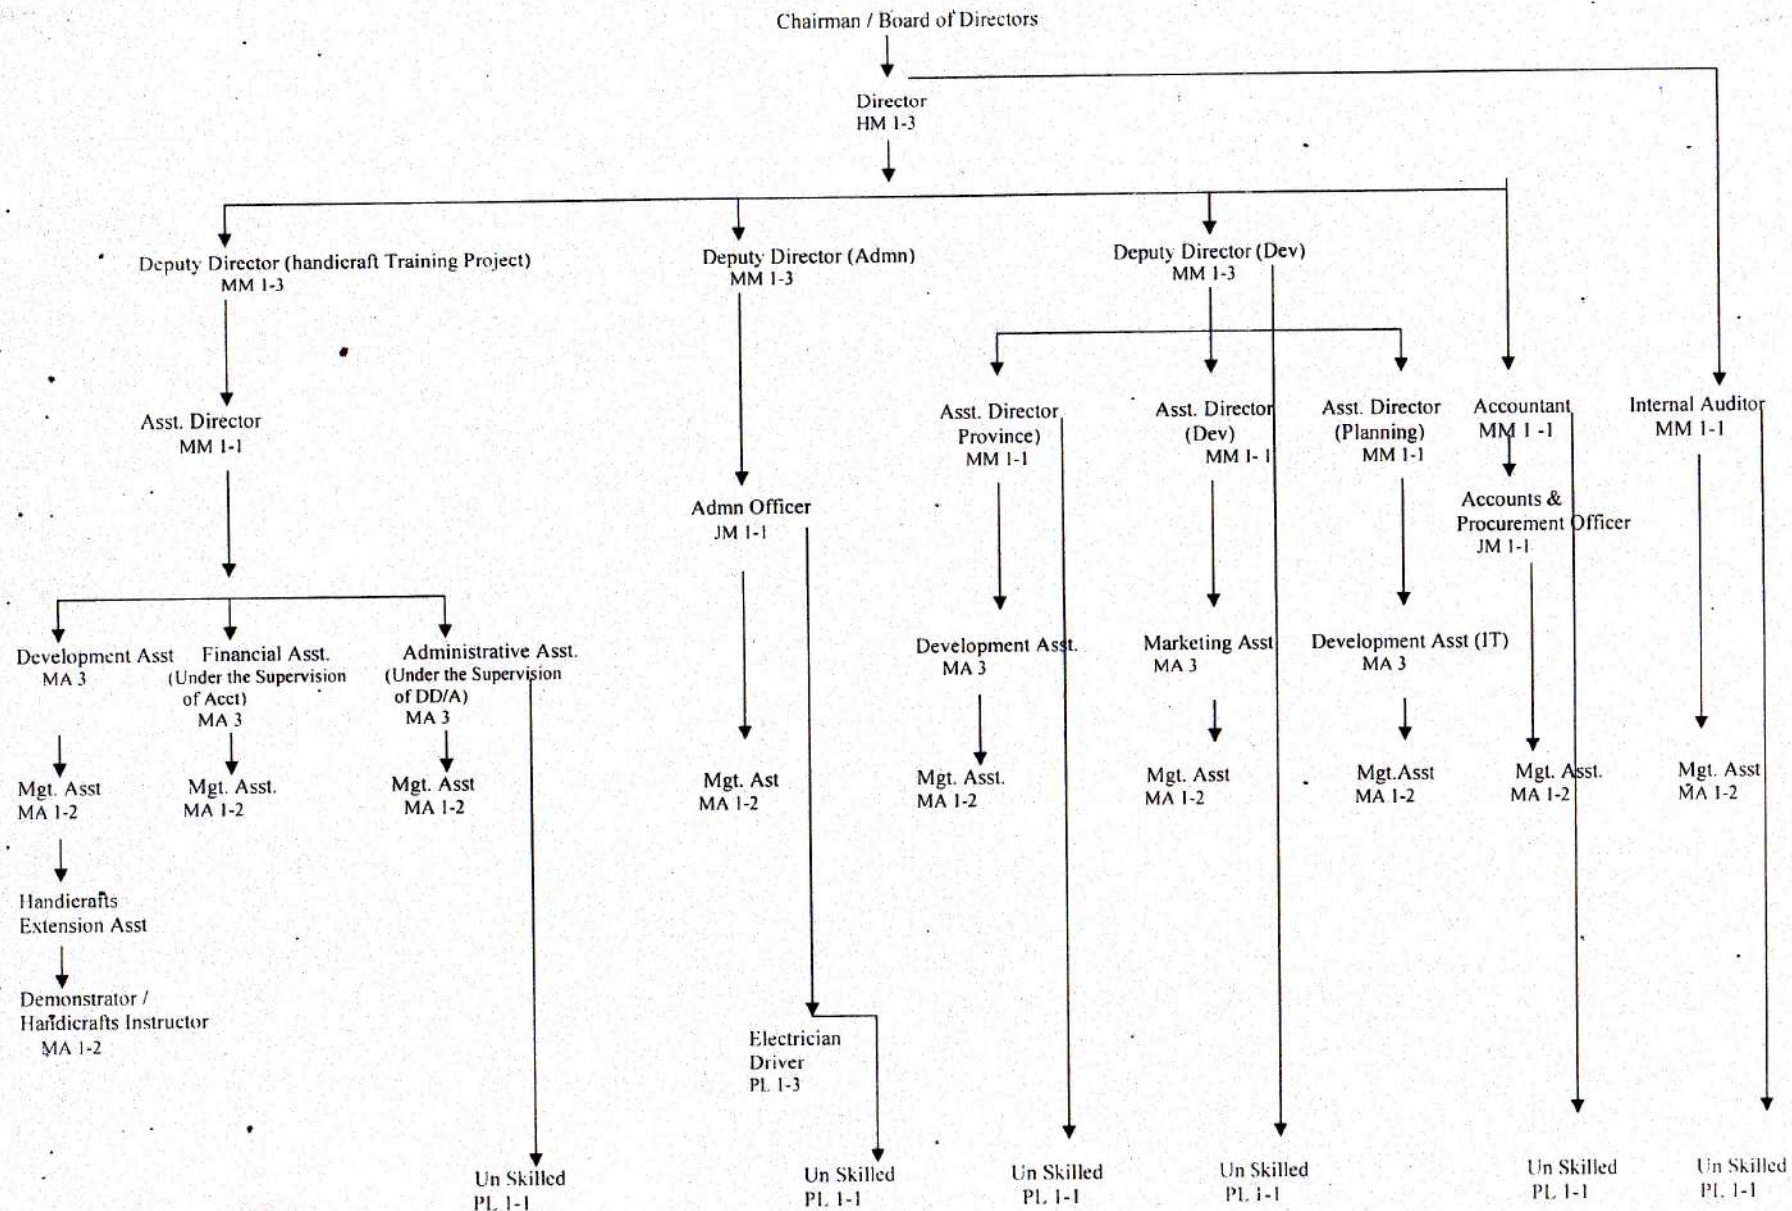 Chairman / Board of Directors
Director
HM 1-3
Deputy Director (handicraft Training Project)
MM 1-3
Deputy Director (Admn)
MM 1-3
Deputy Director (Dev)
MM 1-3
Asst. Director
MM 1-1
Asst. Director
Province)
MM 1-1
Asst. Director
(Dev)
MM 1- 1
Asst. Director
(Planning)
MM 1-1
Accountant
MM 1 -1
Internal Auditor
MM 1-1
Admn Officer
JM 1-1
Accounts &
Procurement Officer
JM 1-1
Development Asst
MA 3
Financial Asst.
(Under the Supervision
of Acct)
MA 3
Administrative Asst.
(Under the Supervision
of DD/A)
MA 3
Development Asst.
MA 3
Marketing Asst
MA 3
Development Asst (IT)
MA 3
Mgt. Asst
MA 1-2
Mgt. Asst.
MA 1-2
Mgt. Asst
MA 1-2
Mgt. Ast
MA 1-2
Mgt. Asst.
MA 1-2
Mgt. Asst
MA 1-2
Mgt.Asst
MA 1-2
Mgt. Asst.
MA 1-2
Mgt. Asst
MA 1-2
Handicrafts
Extension Asst
Demonstrator /
Handicrafts Instructor
MA 1-2
Electrician
Driver
PL 1-3
Un Skilled
PL 1-1
Un Skilled
PL 1-1
Un Skilled
PL 1-1
Un Skilled
PL 1-1
Un Skilled
PL 1-1
Un Skilled
PL 1-1